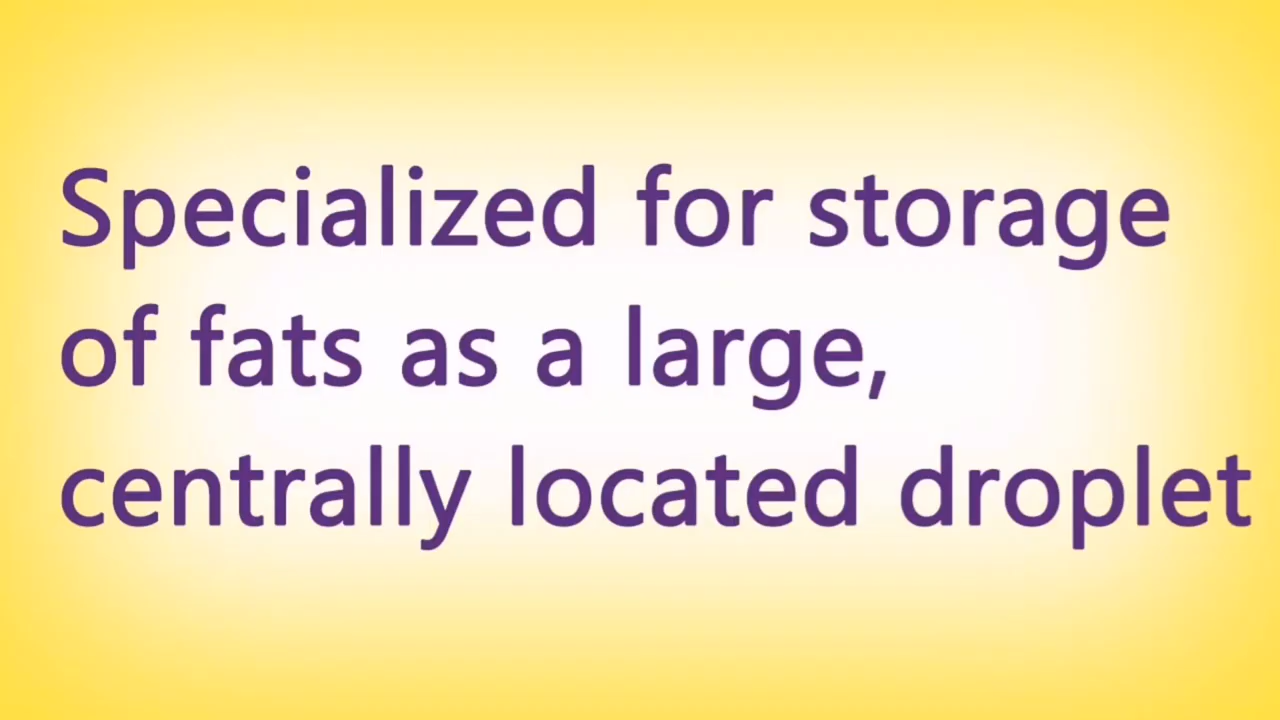 Specialized for storage
of fats as a large,
centrally located droplet